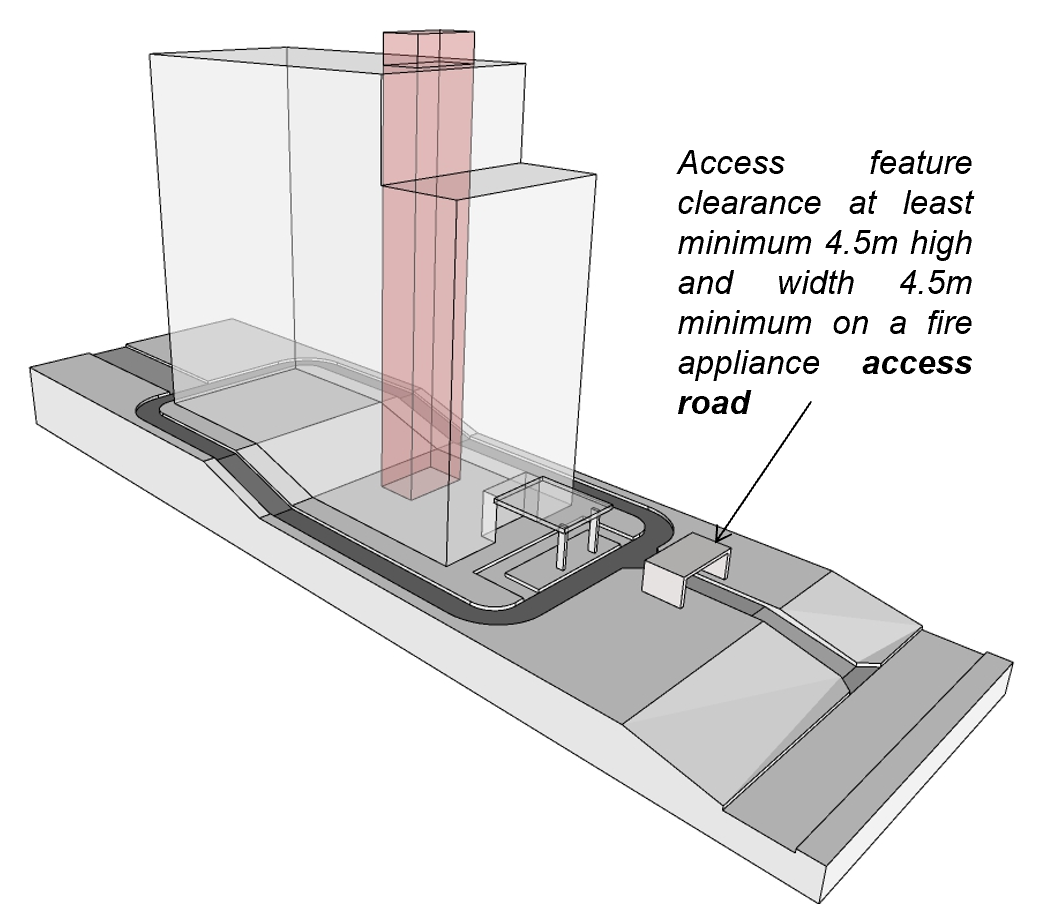 Access feature
clearance at least
minimum 4.5m high
and width 4.5m
minimum on a fire
appliance access
road